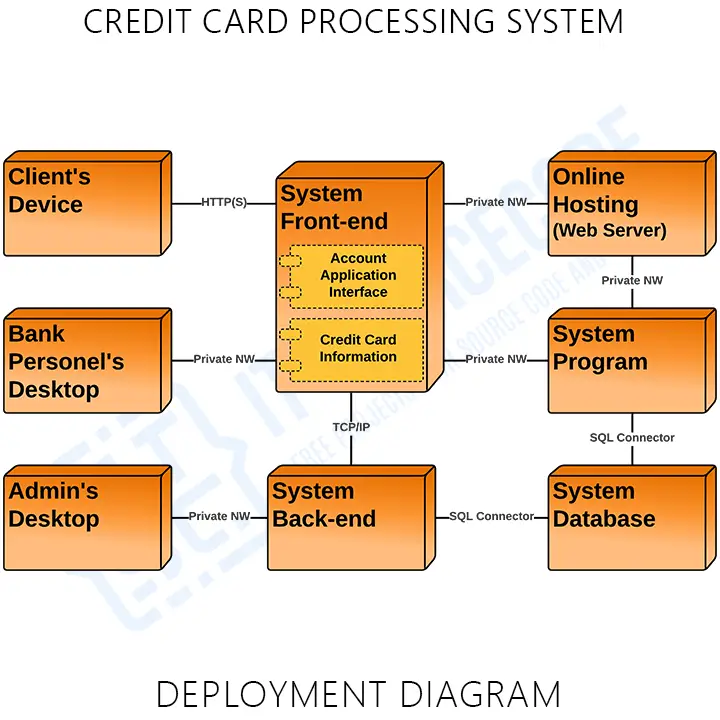 CREDIT CARD PROCESSING SYSTEM
Client's
Device
HTTP(S)
System
Front-end
Account
Application
Interface
Credit Card
Information
Private NW
Online
Hosting
(Web Server)
Private NW
Bank
Personel's
Desktop
Private NW
Private NW
System
Program
TCP/IP
SQL Connector
Admin's
Desktop
Private NW
System
Back-end
SQL Connector
System
Database
DEPLOYMENT DIAGRAM